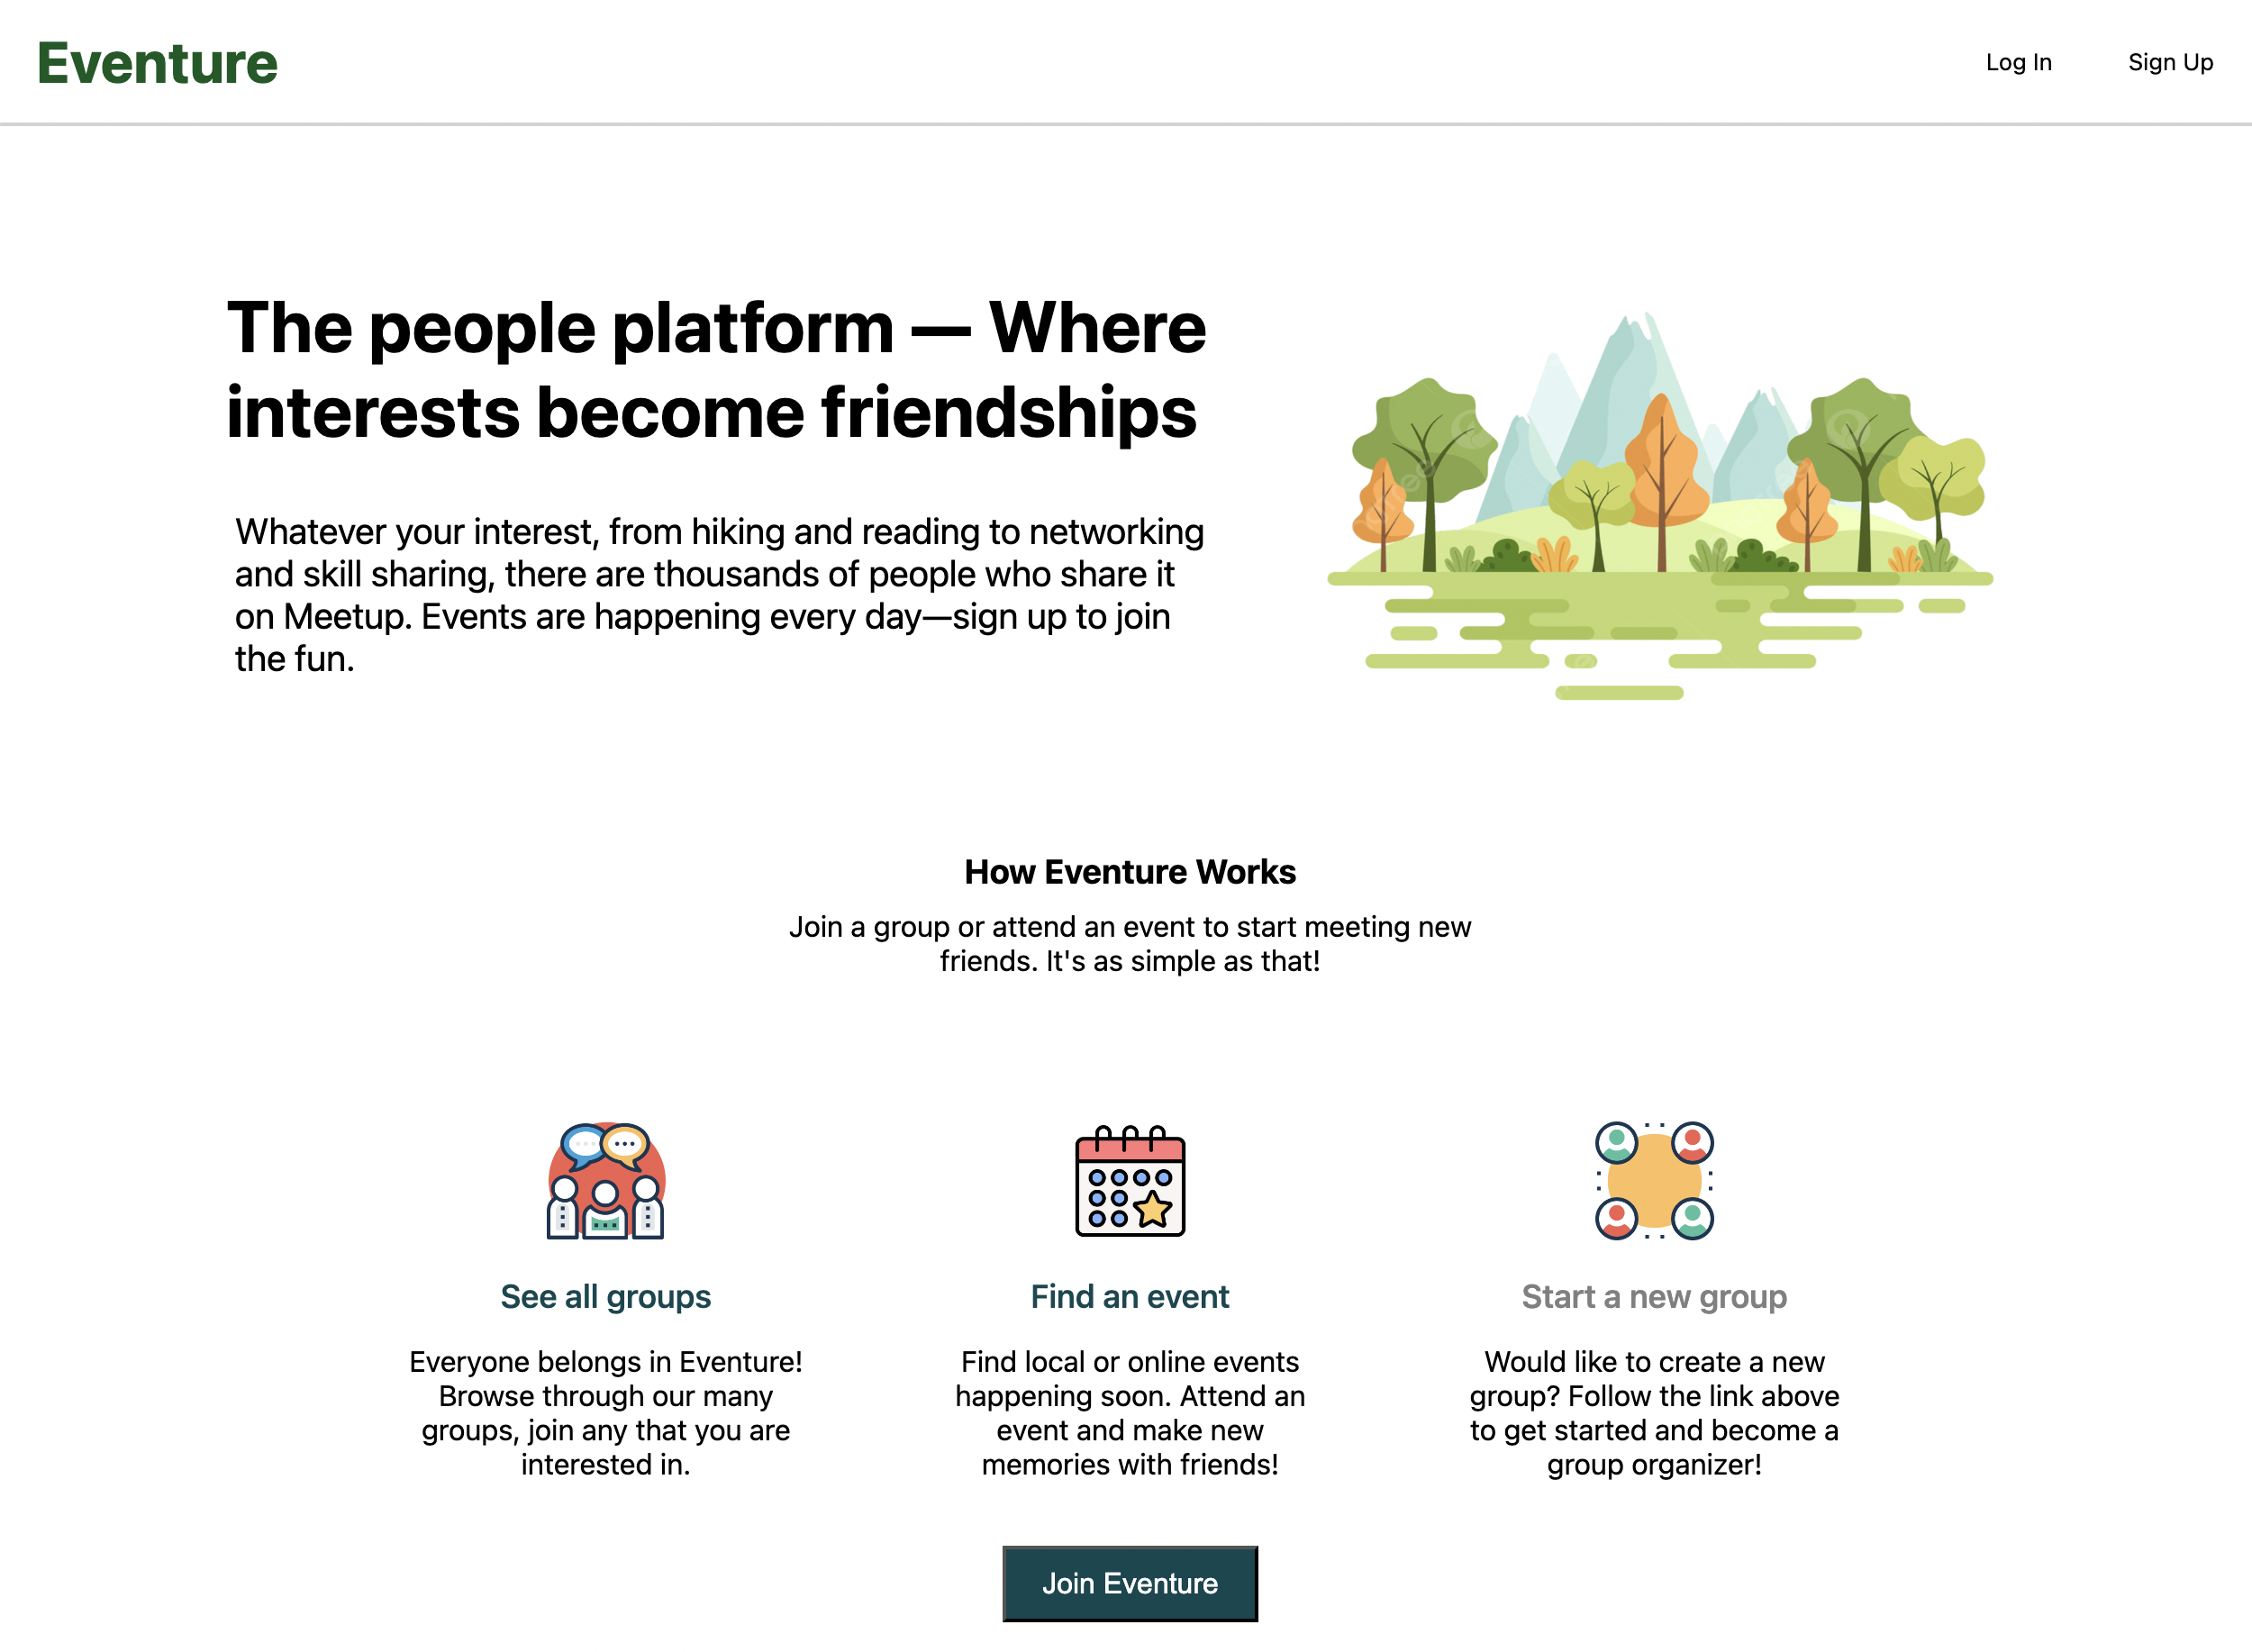 Eventure
Log In
Sign Up
The people platform — Where
interests become friendships
Whatever your interest, from hiking and reading to networking
and skill sharing, there are thousands of people who share it
on Meetup. Events are happening every day—sign up to join
the fun.
How Eventure Works
Join a group or attend an event to start meeting new
friends. It's as simple as that!
See all groups
Everyone belongs in Eventure!
Browse through our many
groups, join any that you are
interested in.
Find an event
Find local or online events
happening soon. Attend an
event and make new
memories with friends!
Start a new group
Would like to create a new
group? Follow the link above
to get started and become a
group organizer!
Join Eventure